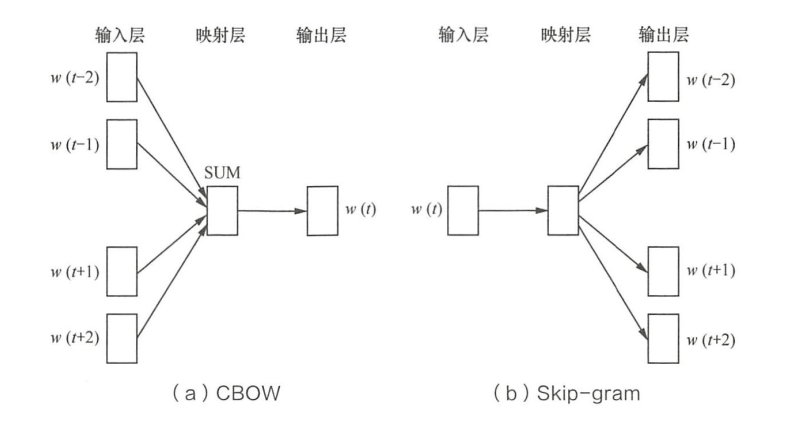 输入层 映射层 输出层
w (t−2)
w (t−1)
SUM
w (t)
w (t+1)
w (t+2)
(a) CBOW
输入层 映射层 输出层
w (t−2)
w (t−1)
w (t)
w (t+1)
w (t+2)
(b) Skip-gram